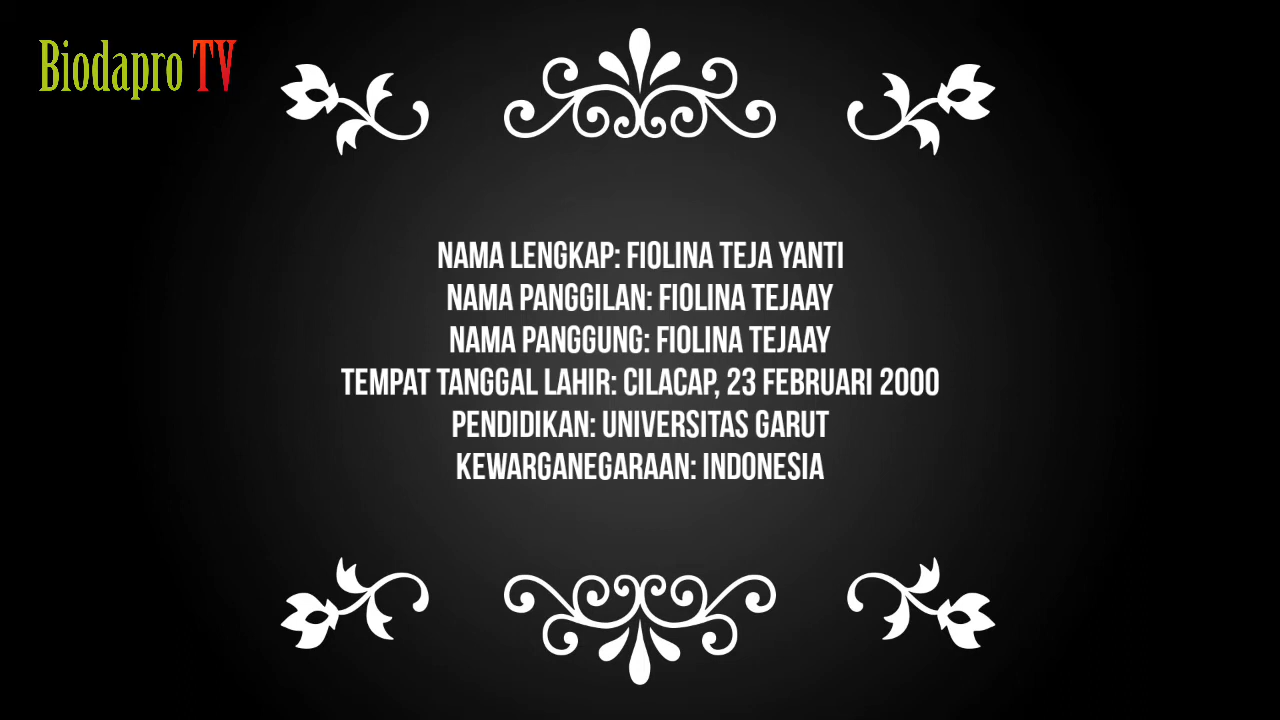 Biodapro TV
NAMA LENGKAP: FIOLINA TEJA YANTI
NAMA PANGGILAN: FIOLINA TEJAAY
NAMA PANGGUNG: FIOLINA TEJAAY
TEMPAT TANGGAL LAHIR: CILACAP, 23 FEBRUARI 2000
PENDIDIKAN: UNIVERSITAS GARUT
KEWARGANEGARAAN: INDONESIA